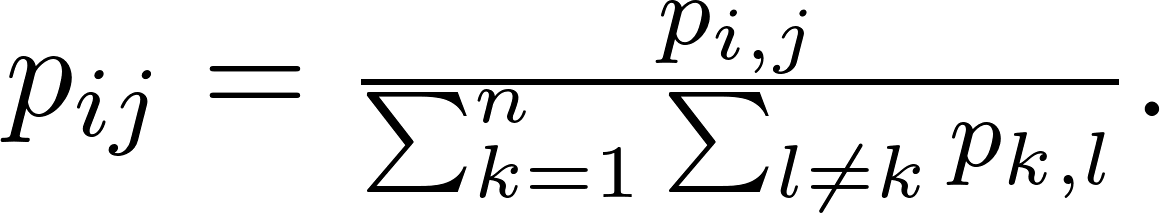 p_{ij} = \frac{p_{i,j}}{\sum_{k=1}^{n} \sum_{l \neq k} p_{k,l}}.